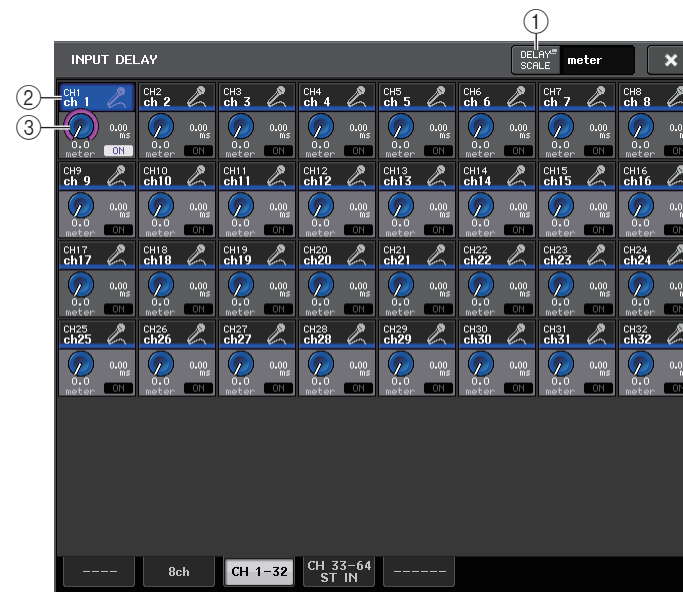 1
INPUT DELAY
DELAY SCALE
meter
×
2
3
CH1 CH2 CH3 CH4 CH5 CH6 CH7 CH8
ch 1 ch 2 ch 3 ch 4 ch 5 ch 6 ch 7 ch 8
0.00 0.00 0.00 0.00 0.00 0.00 0.00 0.0
ms ms ms ms ms ms ms
0.0 0.0 0.0 0.0 0.0 0.0 0.0 0.0
meter ON meter ON meter ON meter ON meter ON meter ON meter ON meter ON
CH9 CH10 CH11 CH12 CH13 CH14 CH15 CH16
ch 9 ch10 ch11 ch12 ch13 ch14 ch15 ch16
0.00 0.00 0.00 0.00 0.00 0.00 0.00 0.0
ms ms ms ms ms ms ms
0.0 0.0 0.0 0.0 0.0 0.0 0.0 0.0
meter ON meter ON meter ON meter ON meter ON meter ON meter ON meter ON
CH17 CH18 CH19 CH20 CH21 CH22 CH23 CH24
ch17 ch18 ch19 ch20 ch21 ch22 ch23 ch24
0.00 0.00 0.00 0.00 0.00 0.00 0.00 0.0
ms ms ms ms ms ms ms
0.0 0.0 0.0 0.0 0.0 0.0 0.0 0.0
meter ON meter ON meter ON meter ON meter ON meter ON meter ON meter ON
CH25 CH26 CH27 CH28 CH29 CH30 CH31 CH32
ch25 ch26 ch27 ch28 ch29 ch30 ch31 ch32
0.00 0.00 0.00 0.00 0.00 0.00 0.00 0.0
ms ms ms ms ms ms ms
0.0 0.0 0.0 0.0 0.0 0.0 0.0 0.0
meter ON meter ON meter ON meter ON meter ON meter ON meter ON meter ON
---- 8ch CH 1-32 CH 33-64 ------
ST IN